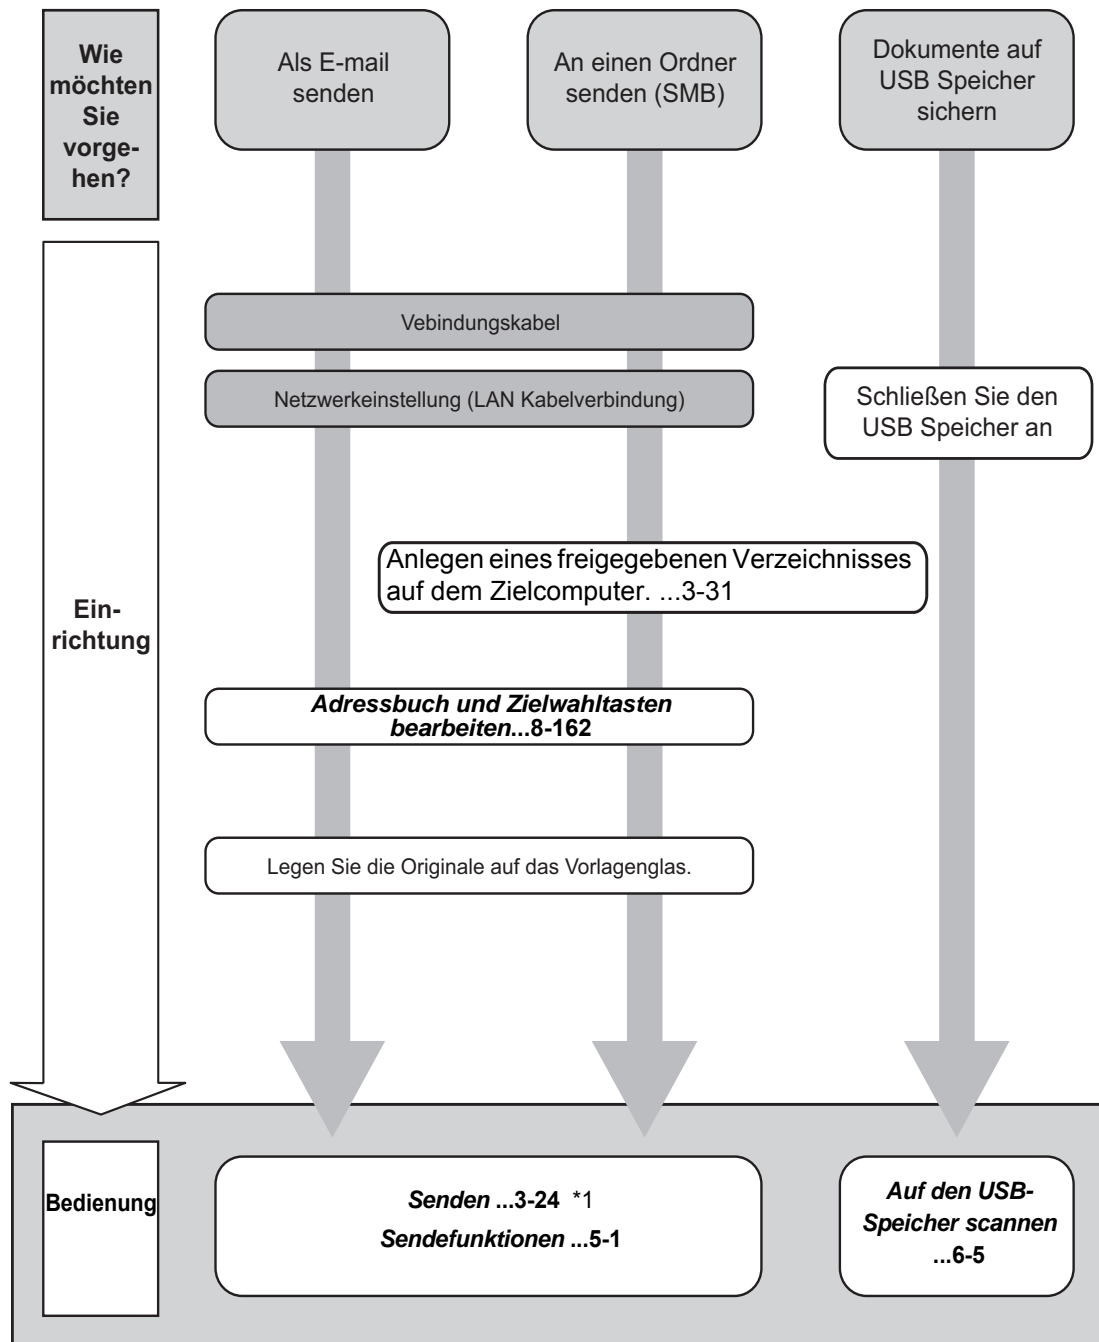 Wie
möchten
Sie
vorge-
hen?
Als E-mail
senden
An einen Ordner
senden (SMB)
Dokumente auf
USB Speicher
sichern
Vebindungskabel
Netzwerkeinstellung (LAN Kabelverbindung)
Schließen Sie den
USB Speicher an
Anlegen eines freigegebenen Verzeichnisses
auf dem Zielcomputer. ...3-31
Ein-
richtung
Adressbuch und Zielwahltasten
bearbeiten...8-162
Legen Sie die Originale auf das Vorlagenglas.
Bedienung
Senden ...3-24 *1
Sendefunktionen ...5-1
Auf den USB-
Speicher scannen
...6-5